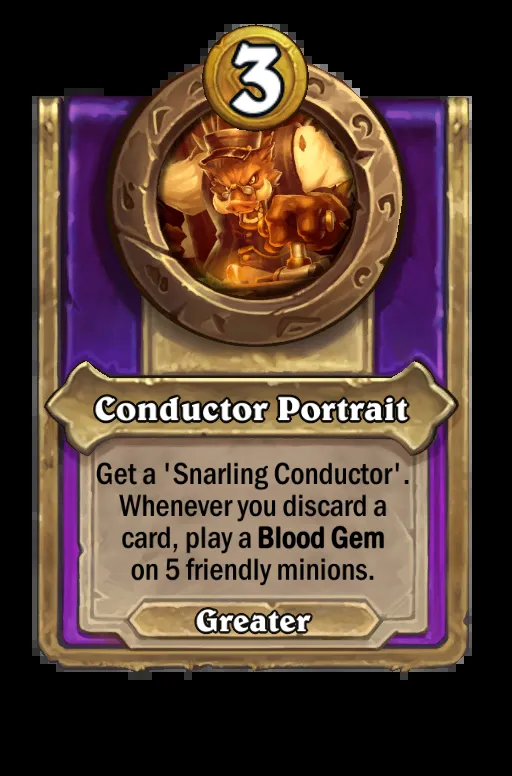 3
Conductor Portrait
Get a 'Snarling Conductor'.
Whenever you discard a
card, play a Blood Gem
on 5 friendly minions.
Greater